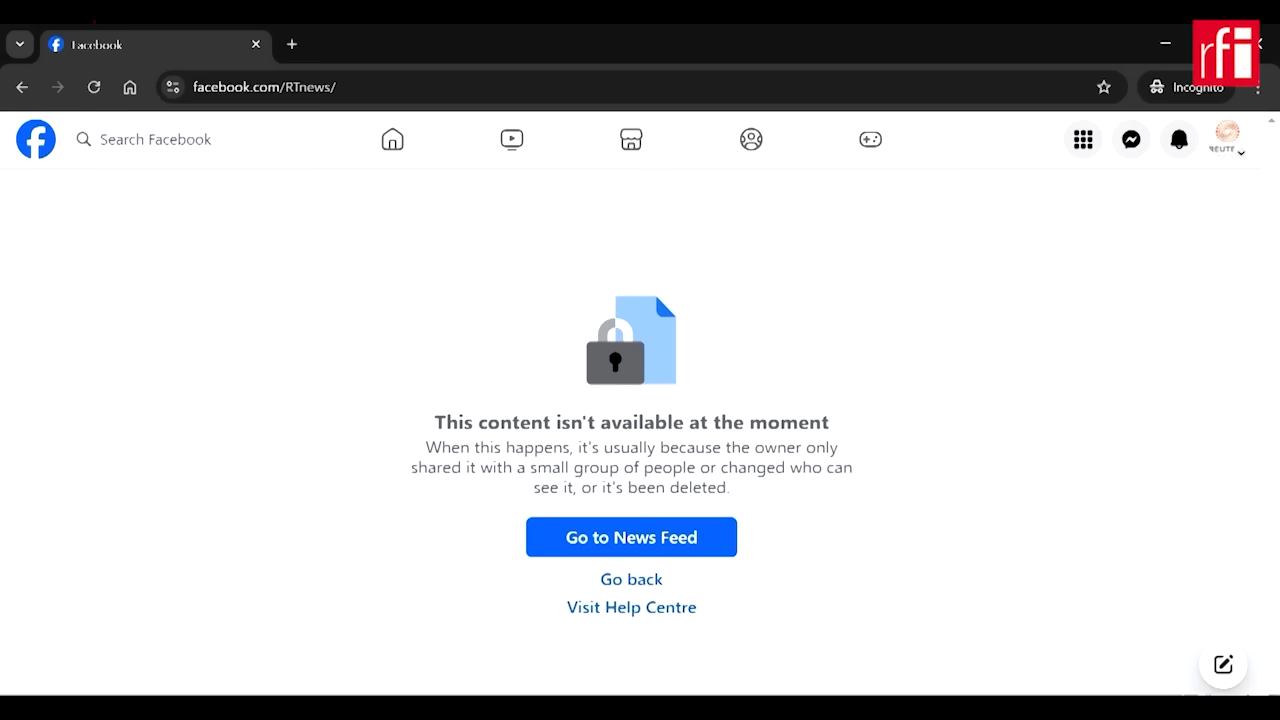 Facebook
rfi
facebook.com/RTnews/
Incognito
Search Facebook
REUTE
This content isn't available at the moment
When this happens, it's usually because the owner only
shared it with a small group of people or changed who can
see it, or it's been deleted.
Go to News Feed
Go back
Visit Help Centre